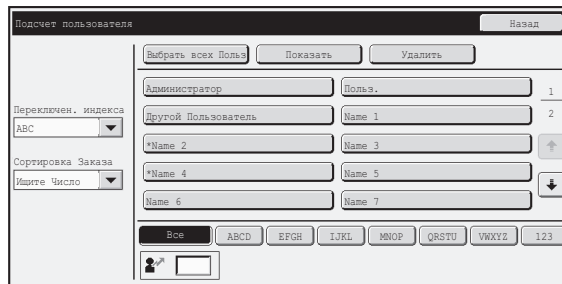 Подсчет пользователя
Назад
Выбрать всех Польз
Показать
Удалить
Администратор
Польз.
1
Переключен. индекса
Другой Пользователь
Name 1
2
ABC
*Name 2
Name 3
Сортировка Заказа
*Name 4
Name 5
Ищите Число
Name 6
Name 7
Все
ABCD
EFGH
IJKL
MNOP
QRSTU
VWXYZ
123